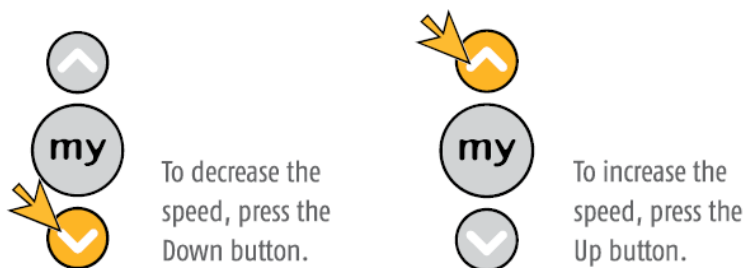 my
To decrease the
speed, press the
Down button.
my
To increase the
speed, press the
Up button.